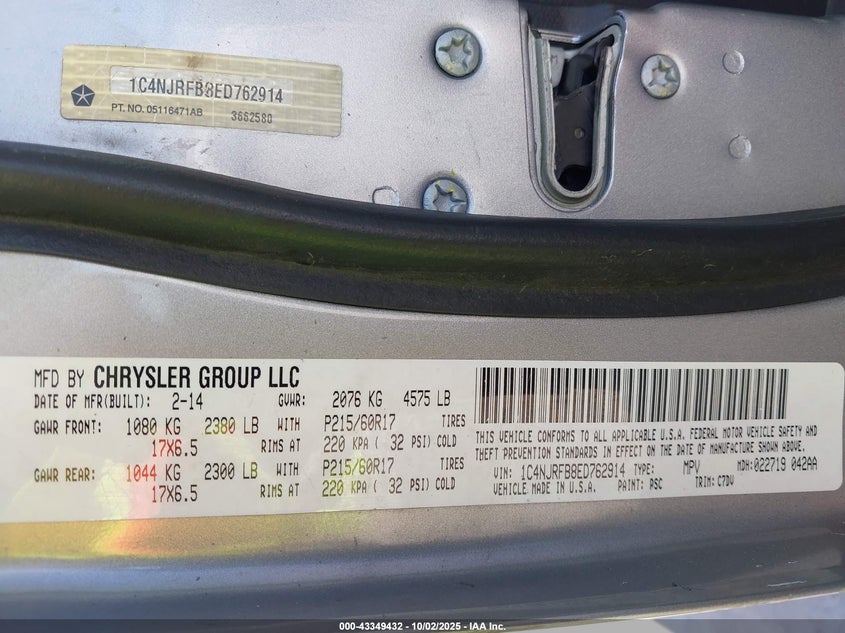 1C4NJRFB8ED762914
PT. NO. 05116471AB 3662580
MFD BY CHRYSLER GROUP LLC
DATE OF MFR(BUILT): 2-14 GVWR: 2076 KG 4575 LB
GAWR FRONT: 1080 KG 2380 LB WITH P215/60R17 TIRES
17X6.5 RIMS AT 220 KPA ( 32 PSI) COLD
GAWR REAR: 1044 KG 2300 LB WITH P215/60R17 TIRES
17X6.5 RIMS AT 220 KPA ( 32 PSI) COLD
THIS VEHICLE CONFORMS TO ALL APPLICABLE U.S.A. FEDERAL MOTOR VEHICLE SAFETY AND
THEFT PREVENTION STANDARDS IN EFFECT ON THE DATE OF MANUFACTURE SHOWN ABOVE.
VIN: 1C4NJRFB8ED762914 TYPE: MPV MDH:022719 042AA
VEHICLE MADE IN U.S.A. PAINT: RSC TRIM: C7DV
000-43349432 - 10/02/2025 - IAA Inc.